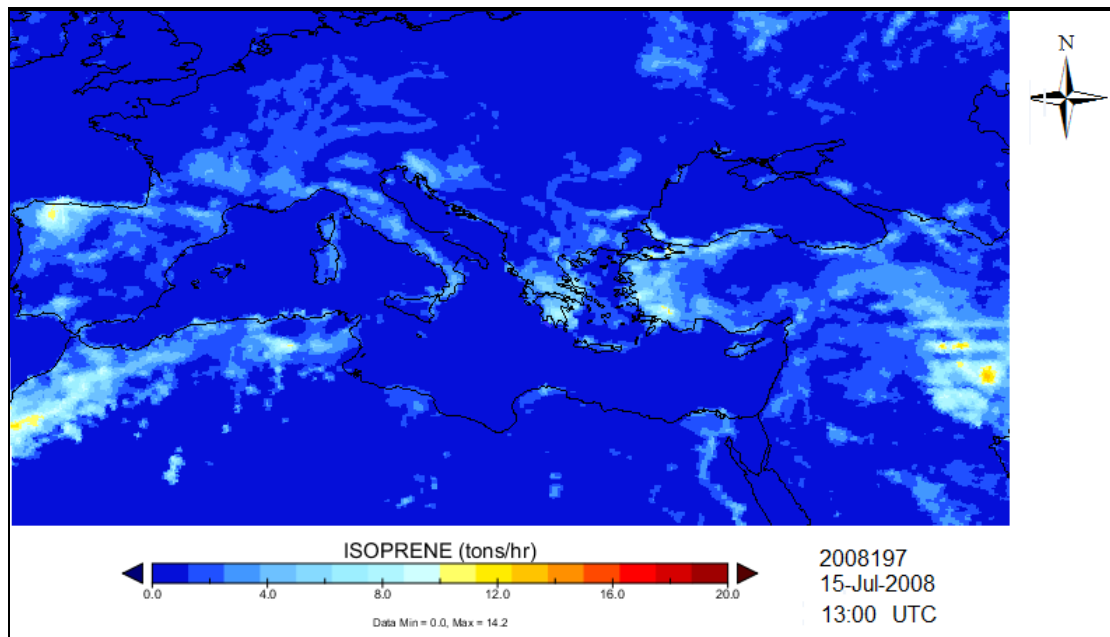 N
ISOPRENE (tons/hr)
0.0 4.0 8.0 12.0 16.0 20.0
Data Min = 0.0, Max = 14.2
2008197
15-Jul-2008
13:00 UTC